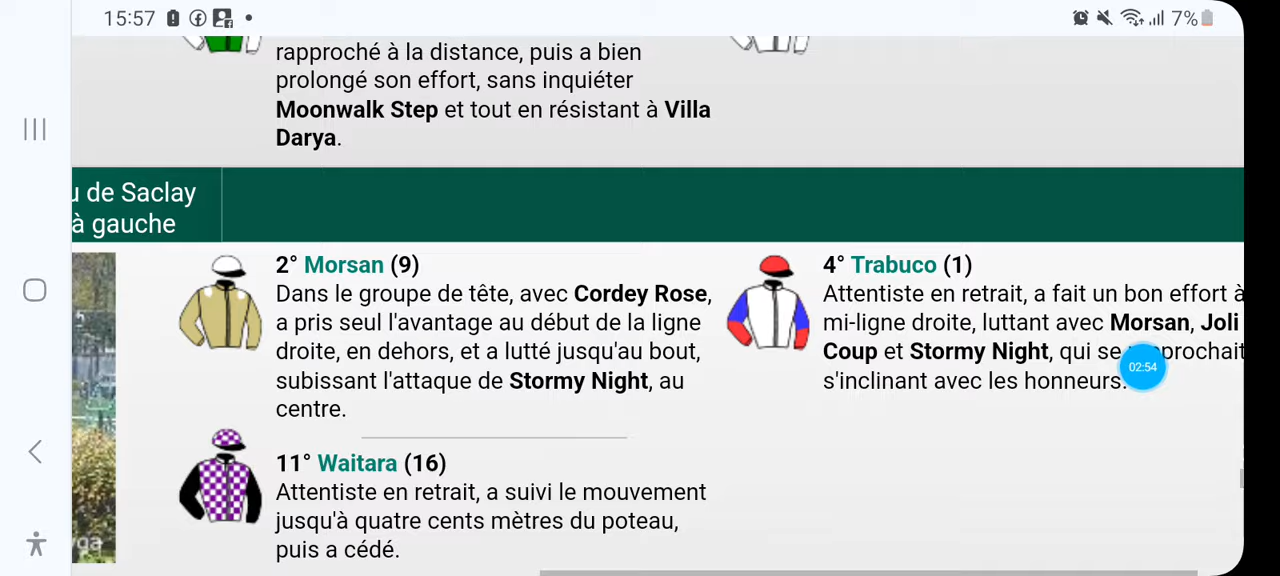 15:57
7%
rapproché à la distance, puis a bien
prolongé son effort, sans inquiéter
Moonwalk Step et tout en résistant à Villa
Darya.
de Saclay
à gauche
2° Morsan (9)
Dans le groupe de tête, avec Cordey Rose,
a pris seul l'avantage au début de la ligne
droite, en dehors, et a lutté jusqu'au bout,
subissant l'attaque de Stormy Night, au
centre.
11° Waitara (16)
Attentiste en retrait, a suivi le mouvement
jusqu'à quatre cents mètres du poteau,
puis a cédé.
4° Trabuco (1)
Attentiste en retrait, a fait un bon effort à
mi-ligne droite, luttant avec Morsan, Joli
Coup et Stormy Night, qui se
s'inclinant avec les honneurs.
02:54